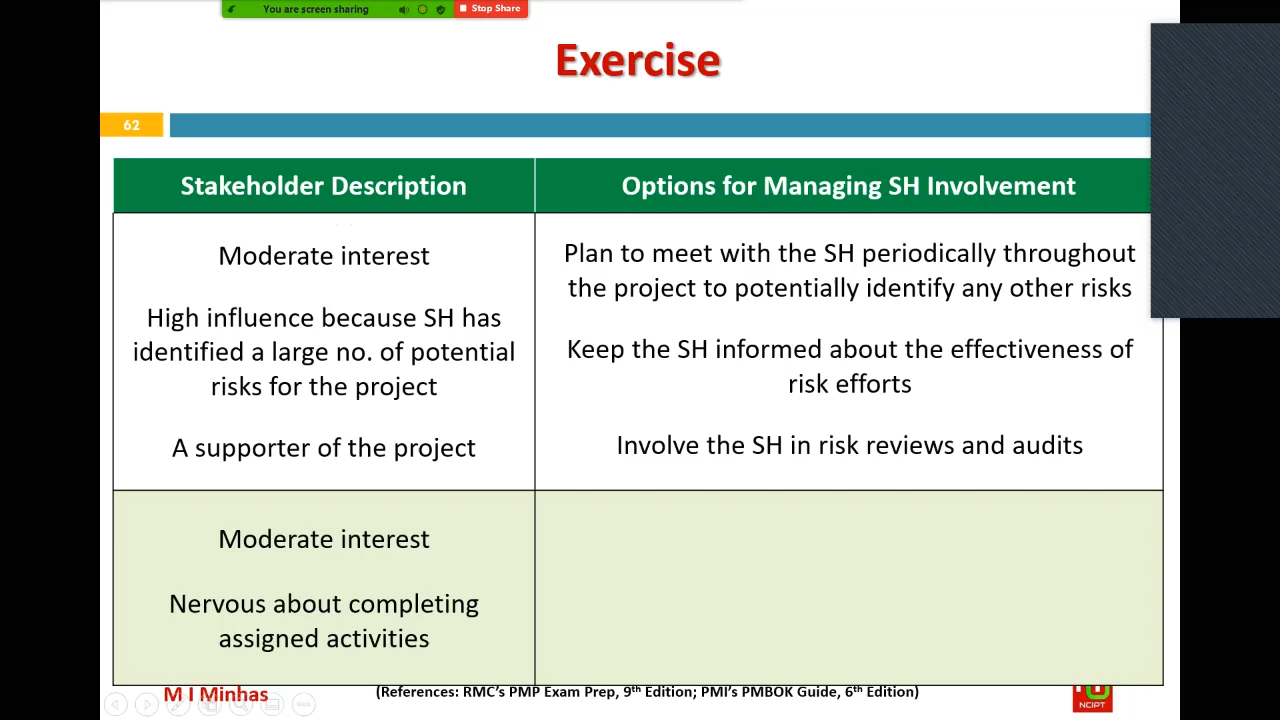 You are screen sharing
Stop Share
Exercise
62
Stakeholder Description
Options for Managing SH Involvement
Moderate interest
High influence because SH has
identified a large no. of potential
risks for the project
A supporter of the project
Plan to meet with the SH periodically throughout
the project to potentially identify any other risks
Keep the SH informed about the effectiveness of
risk efforts
Involve the SH in risk reviews and audits
Moderate interest
Nervous about completing
assigned activities
M I Minhas
(References: RMC's PMP Exam Prep, 9th Edition; PMI's PMBOK Guide, 6th Edition)
NCIPT